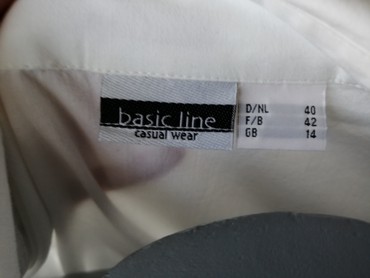 basic line
casual wear
D/NL 40
F/B 42
GB 14